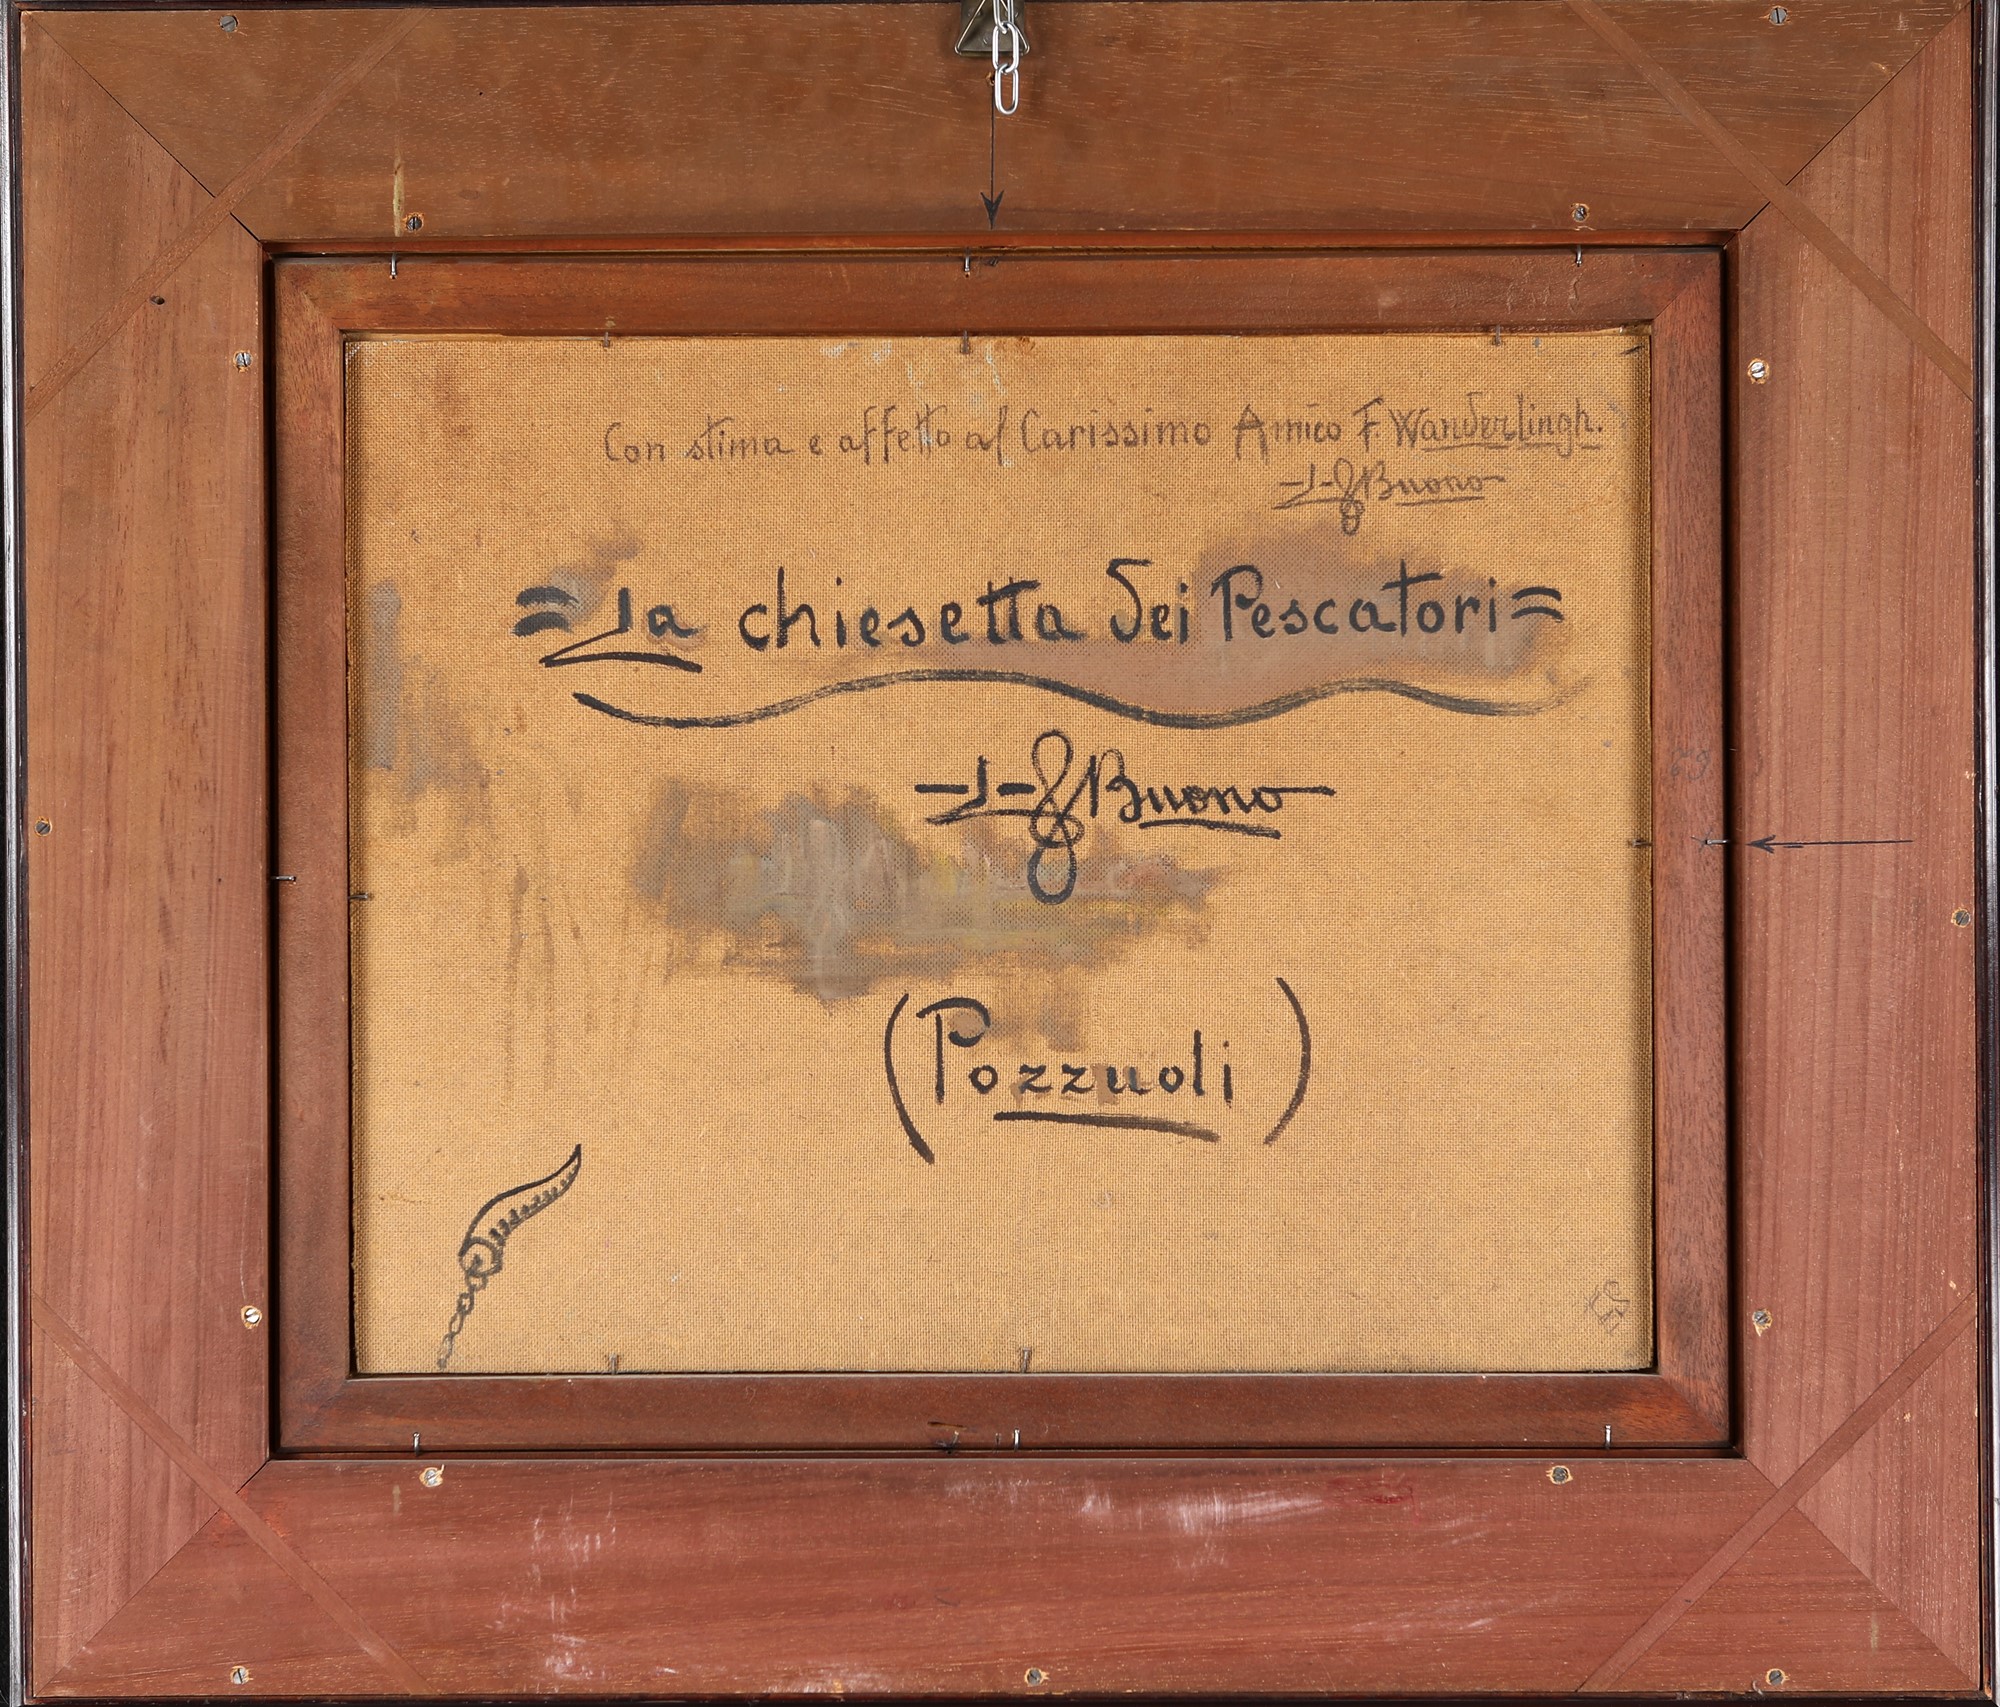 Con stima e affetto al Carissimo Amico F. Wanderlingh.
Buono
= La chiesetta dei Pescatori =
Buono
(Pozzuoli)